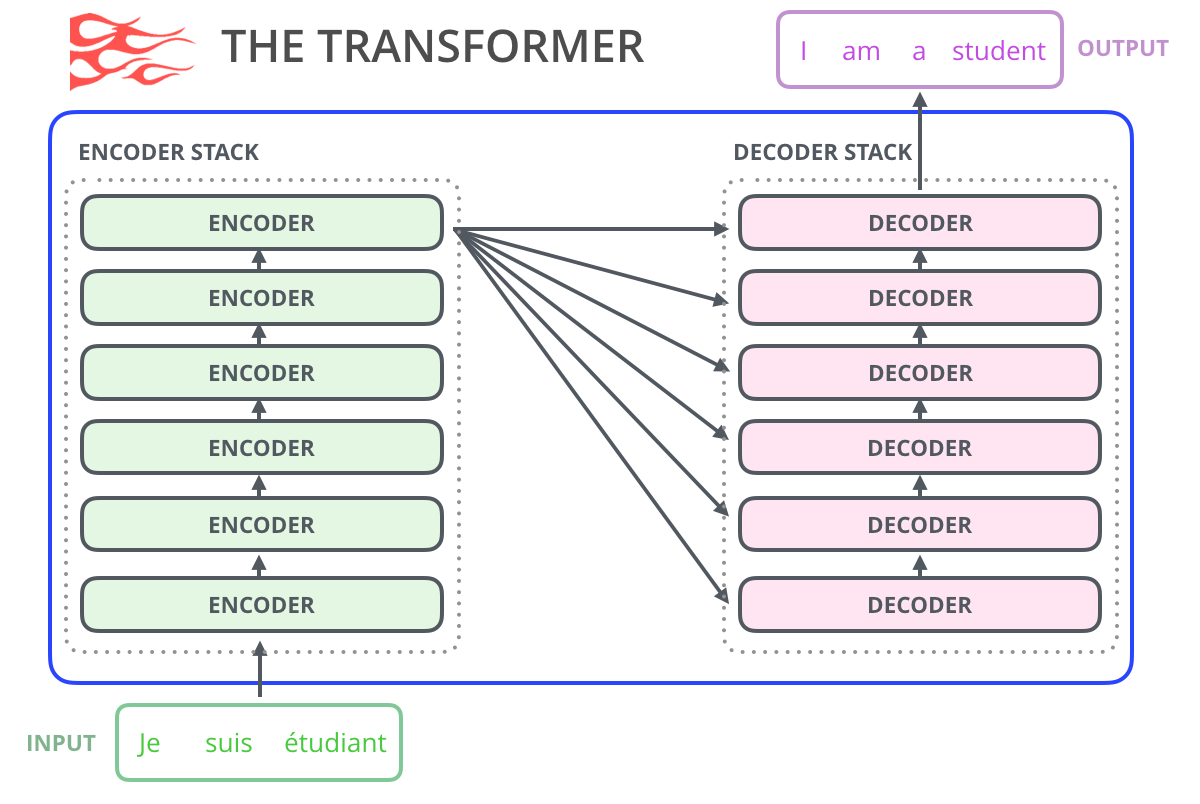 THE TRANSFORMER
I am a student
OUTPUT
ENCODER STACK
DECODER STACK
ENCODER
DECODER
ENCODER
DECODER
ENCODER
DECODER
ENCODER
DECODER
ENCODER
DECODER
ENCODER
DECODER
INPUT
Je suis étudiant